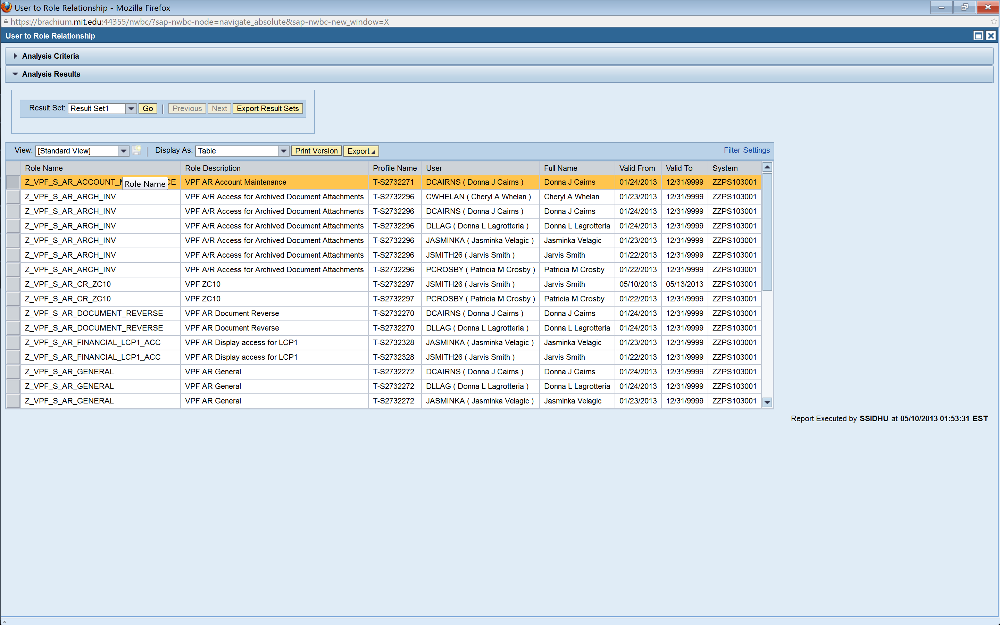 User to Role Relationship - Mozilla Firefox
https://brachium.mit.edu:44355/nwbc/?sap-nwbc-node=navigate_absolute&sap-nwbc-new_window=X
User to Role Relationship
Analysis Criteria
Analysis Results
Result Set: Result Set1 Go Previous Next Export Result Sets
View: [Standard View] Display As: Table Print Version Export Filter Settings
Role Name Role Description Profile Name User Full Name Valid From Valid To System
Z_VPF_S_AR_ACCOUNT_ CE VPF AR Account Maintenance T-S2732271 DCAIRNS ( Donna J Cairns ) Donna J Cairns 01/24/2013 12/31/9999 ZZPS103001
Role Name
Z_VPF_S_AR_ARCH_INV VPF A/R Access for Archived Document Attachments T-S2732296 CWHELAN ( Cheryl A Whelan ) Cheryl A Whelan 01/23/2013 12/31/9999 ZZPS103001
Z_VPF_S_AR_ARCH_INV VPF A/R Access for Archived Document Attachments T-S2732296 DCAIRNS ( Donna J Cairns ) Donna J Cairns 01/24/2013 12/31/9999 ZZPS103001
Z_VPF_S_AR_ARCH_INV VPF A/R Access for Archived Document Attachments T-S2732296 DLLAG ( Donna L Lagrotteria ) Donna L Lagrotteria 01/24/2013 12/31/9999 ZZPS103001
Z_VPF_S_AR_ARCH_INV VPF A/R Access for Archived Document Attachments T-S2732296 JASMINKA ( Jasminka Velagic ) Jasminka Velagic 01/23/2013 12/31/9999 ZZPS103001
Z_VPF_S_AR_ARCH_INV VPF A/R Access for Archived Document Attachments T-S2732296 JSMITH26 ( Jarvis Smith ) Jarvis Smith 01/22/2013 12/31/9999 ZZPS103001
Z_VPF_S_AR_ARCH_INV VPF A/R Access for Archived Document Attachments T-S2732296 PCROSBY ( Patricia M Crosby ) Patricia M Crosby 01/22/2013 12/31/9999 ZZPS103001
Z_VPF_S_AR_CR_ZC10 VPF ZC10 T-S2732297 JSMITH26 ( Jarvis Smith ) Jarvis Smith 05/10/2013 05/13/2013 ZZPS103001
Z_VPF_S_AR_CR_ZC10 VPF ZC10 T-S2732297 PCROSBY ( Patricia M Crosby ) Patricia M Crosby 01/22/2013 12/31/9999 ZZPS103001
Z_VPF_S_AR_DOCUMENT_REVERSE VPF AR Document Reverse T-S2732270 DCAIRNS ( Donna J Cairns ) Donna J Cairns 01/24/2013 12/31/9999 ZZPS103001
Z_VPF_S_AR_DOCUMENT_REVERSE VPF AR Document Reverse T-S2732270 DLLAG ( Donna L Lagrotteria ) Donna L Lagrotteria 01/24/2013 12/31/9999 ZZPS103001
Z_VPF_S_AR_FINANCIAL_LCP1_ACC VPF AR Display access for LCP1 T-S2732328 JASMINKA ( Jasminka Velagic ) Jasminka Velagic 01/23/2013 12/31/9999 ZZPS103001
Z_VPF_S_AR_FINANCIAL_LCP1_ACC VPF AR Display access for LCP1 T-S2732328 JSMITH26 ( Jarvis Smith ) Jarvis Smith 01/22/2013 12/31/9999 ZZPS103001
Z_VPF_S_AR_GENERAL VPF AR General T-S2732272 DCAIRNS ( Donna J Cairns ) Donna J Cairns 01/24/2013 12/31/9999 ZZPS103001
Z_VPF_S_AR_GENERAL VPF AR General T-S2732272 DLLAG ( Donna L Lagrotteria ) Donna L Lagrotteria 01/24/2013 12/31/9999 ZZPS103001
Z_VPF_S_AR_GENERAL VPF AR General T-S2732272 JASMINKA ( Jasminka Velagic ) Jasminka Velagic 01/23/2013 12/31/9999 ZZPS103001
Report Executed by SSIDHU at 05/10/2013 01:53:31 EST